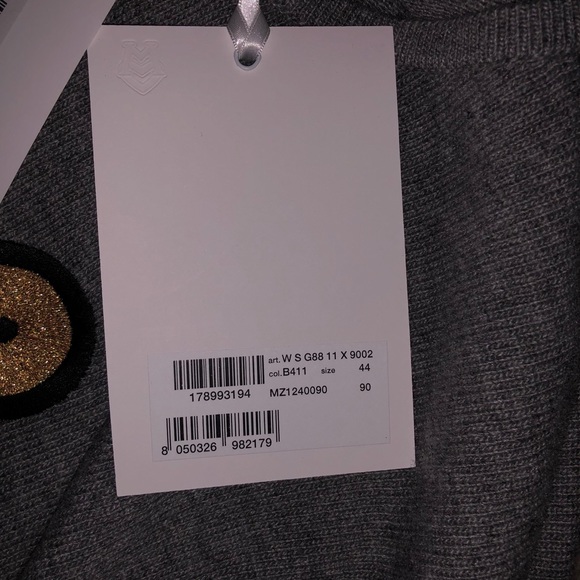 art. W S G88 11 X 9002
col. B411 size 44
178993194 MZ1240090 90
8 050326 982179